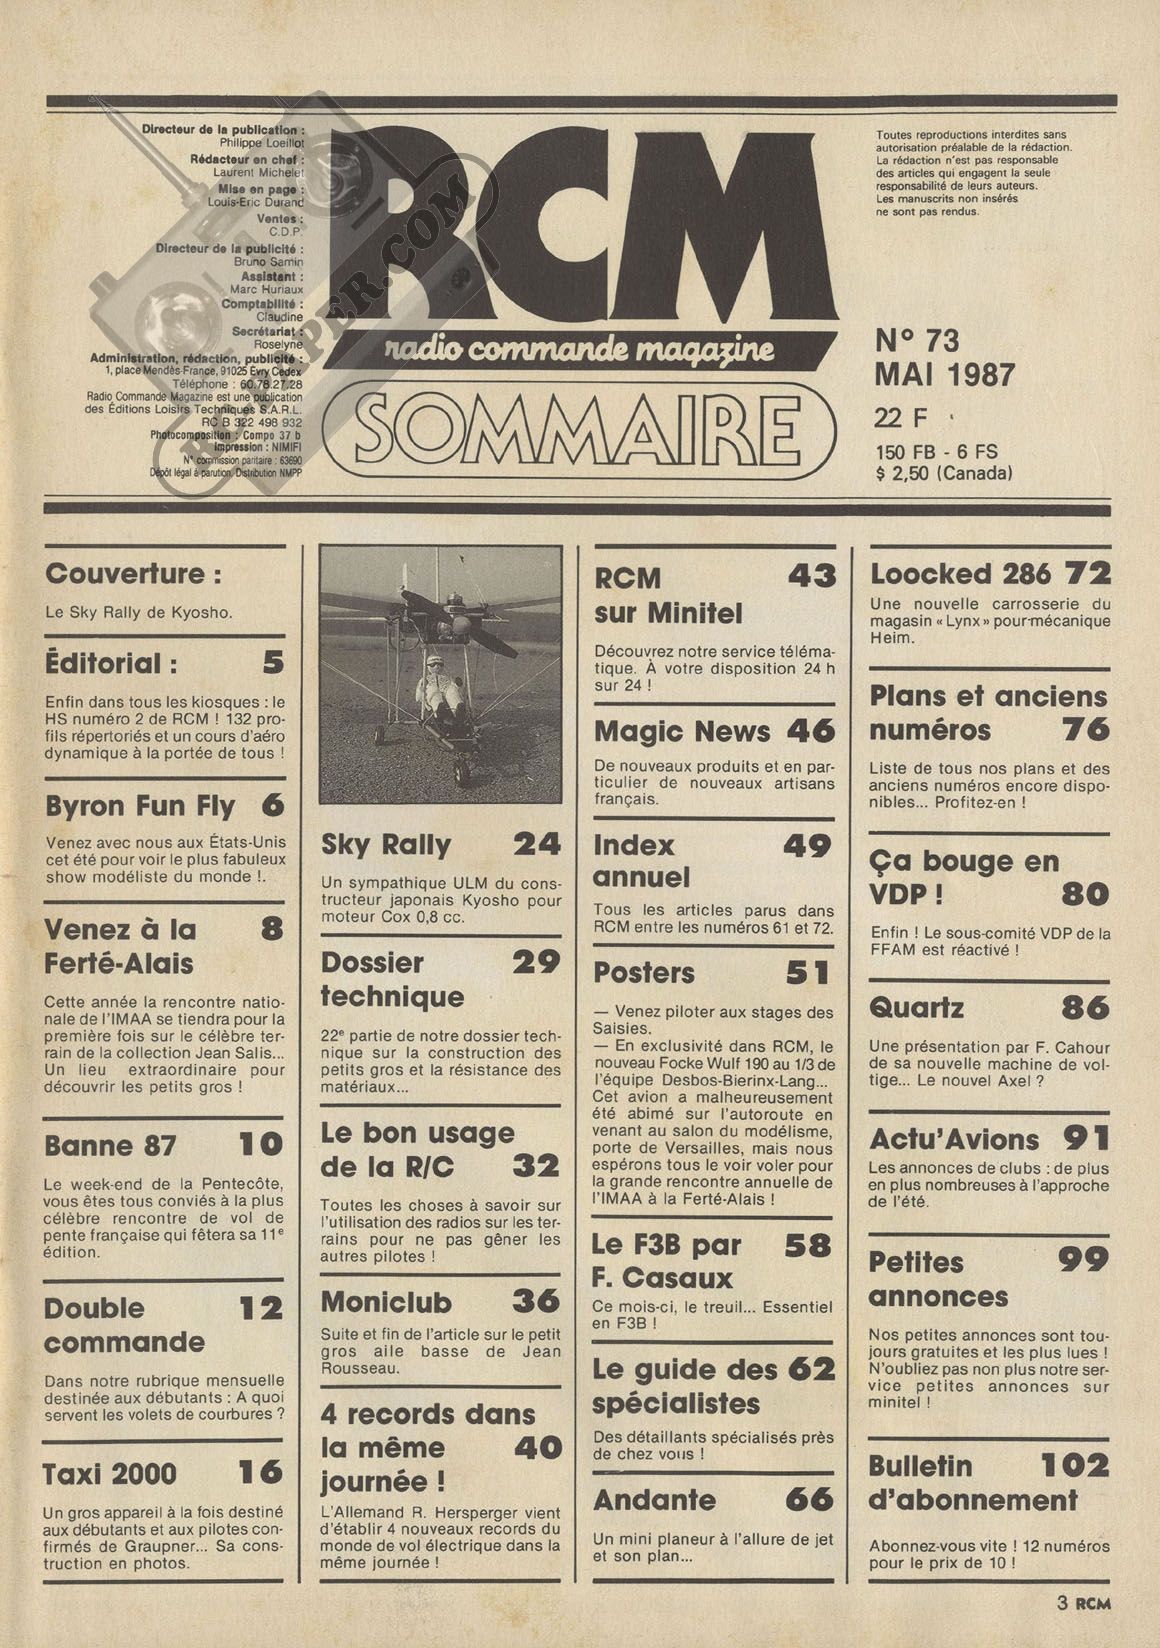 Directeur de la publication :
Philippe Loeillot
Rédacteur en chef :
Laurent Michelet
Mise en page :
Louis-Eric Durand
Ventes :
C.D.P.
Directeur de la publicité :
Bruno Samin
Assistant :
Marc Huriaux
Comptabilité :
Claudine
Secrétariat :
Roselyne
Administration, rédaction, publicité :
1, place Mendès-France, 91025 Evry Cedex
Téléphone : 60.78.27.28
Radio Commande Magazine est une publication
des Éditions Loisirs Techniques S.A.R.L.
RC B 322 498 932
Photocomposition : Compo 37 b
Impression : NIMIFI
N° commission paritaire : 63690
Dépôt légal à parution. Distribution NMPP
RCM
radio commande magazine
SOMMAIRE
Toutes reproductions interdites sans
autorisation préalable de la rédaction.
La rédaction n'est pas responsable
des articles qui engagent la seule
responsabilité de leurs auteurs.
Les manuscrits non insérés
ne sont pas rendus.
N° 73
MAI 1987
22 F
150 FB - 6 FS
$ 2,50 (Canada)
Couverture :
Le Sky Rally de Kyosho.
Éditorial : 5
Enfin dans tous les kiosques : le
HS numéro 2 de RCM ! 132 pro-
fils répertoriés et un cours d'aéro
dynamique à la portée de tous !
Byron Fun Fly 6
Venez avec nous aux États-Unis
cet été pour voir le plus fabuleux
show modéliste du monde !.
Venez à la 8
Ferté-Alais
Cette année la rencontre natio-
nale de l'IMAA se tiendra pour la
première fois sur le célèbre ter-
rain de la collection Jean Salis...
Un lieu extraordinaire pour
découvrir les petits gros !
Banne 87 10
Le week-end de la Pentecôte,
vous êtes tous conviés à la plus
célèbre rencontre de vol de
pente française qui fêtera sa 11e
édition.
Double 12
commande
Dans notre rubrique mensuelle
destinée aux débutants : A quoi
servent les volets de courbures ?
Taxi 2000 16
Un gros appareil à la fois destiné
aux débutants et aux pilotes con-
firmés de Graupner... Sa cons-
truction en photos.
Sky Rally 24
Un sympathique ULM du cons-
tructeur japonais Kyosho pour
moteur Cox 0,8 cc.
Dossier 29
technique
22e partie de notre dossier tech-
nique sur la construction des
petits gros et la résistance des
matériaux...
Le bon usage
de la R/C 32
Toutes les choses à savoir sur
l'utilisation des radios sur les ter-
rains pour ne pas gêner les
autres pilotes !
Moniclub 36
Suite et fin de l'article sur le petit
gros aile basse de Jean
Rousseau.
4 records dans
la même 40
journée !
L'Allemand R. Hersperger vient
d'établir 4 nouveaux records du
monde de vol électrique dans la
même journée !
RCM 43
sur Minitel
Découvrez notre service téléma-
tique. À votre disposition 24 h
sur 24 !
Magic News 46
De nouveaux produits et en par-
ticulier de nouveaux artisans
français.
Index 49
annuel
Tous les articles parus dans
RCM entre les numéros 61 et 72.
Posters 51
— Venez piloter aux stages des
Saisies.
— En exclusivité dans RCM, le
nouveau Focke Wulf 190 au 1/3 de
l'équipe Desbos-Bierinx-Lang...
Cet avion a malheureusement
été abimé sur l'autoroute en
venant au salon du modélisme,
porte de Versailles, mais nous
espérons tous le voir voler pour
la grande rencontre annuelle de
l'IMAA à la Ferté-Alais !
Le F3B par 58
F. Casaux
Ce mois-ci, le treuil... Essentiel
en F3B !
Le guide des 62
spécialistes
Des détaillants spécialisés près
de chez vous !
Andante 66
Un mini planeur à l'allure de jet
et son plan...
Loocked 286 72
Une nouvelle carrosserie du
magasin « Lynx » pour-mécanique
Heim.
Plans et anciens
numéros 76
Liste de tous nos plans et des
anciens numéros encore dispo-
nibles... Profitez-en !
Ça bouge en
VDP ! 80
Enfin ! Le sous-comité VDP de la
FFAM est réactivé !
Quartz 86
Une présentation par F. Cahour
de sa nouvelle machine de vol-
tige... Le nouvel Axel ?
Actu'Avions 91
Les annonces de clubs : de plus
en plus nombreuses à l'approche
de l'été.
Petites 99
annonces
Nos petites annonces sont tou-
jours gratuites et les plus lues !
N'oubliez pas non plus notre ser-
vice petites annonces sur
minitel !
Bulletin 102
d'abonnement
Abonnez-vous vite ! 12 numéros
pour le prix de 10 !
3 RCM